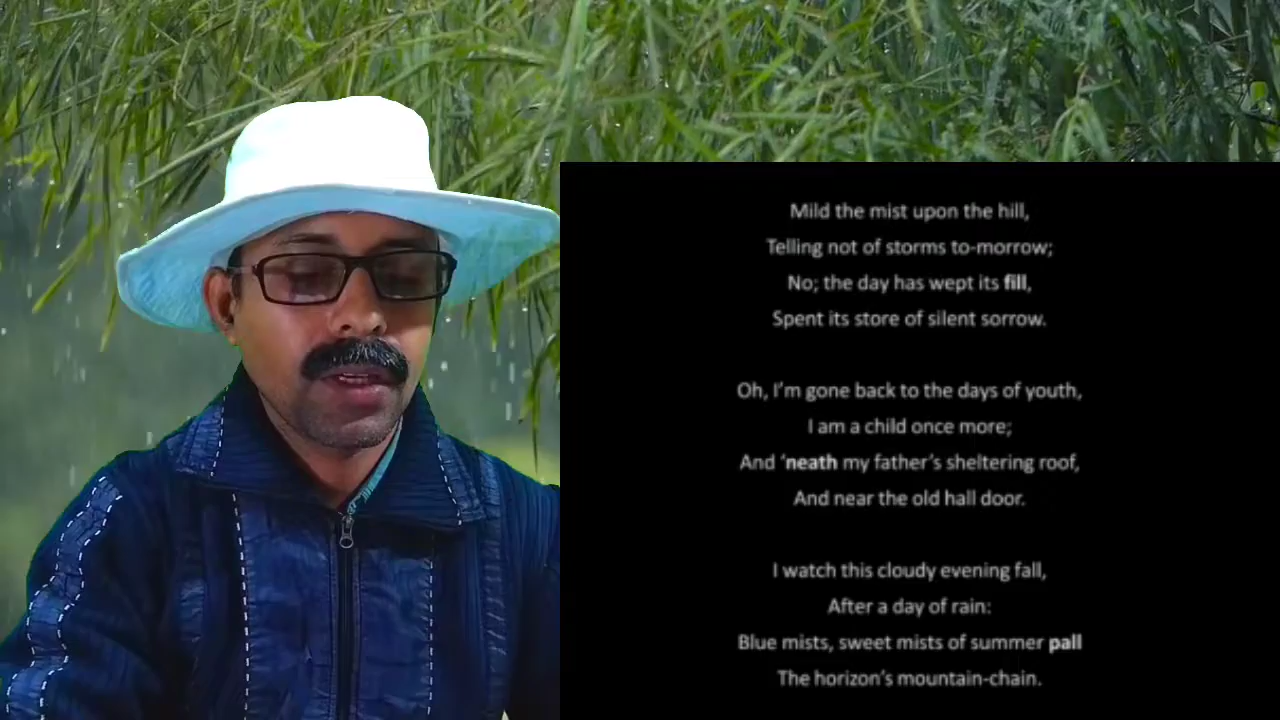 Mild the mist upon the hill,
Telling not of storms to-morrow;
No; the day has wept its fill,
Spent its store of silent sorrow.
Oh, I’m gone back to the days of youth,
I am a child once more;
And ‘neath my father’s sheltering roof,
And near the old hall door.
I watch this cloudy evening fall,
After a day of rain:
Blue mists, sweet mists of summer pall
The horizon’s mountain-chain.